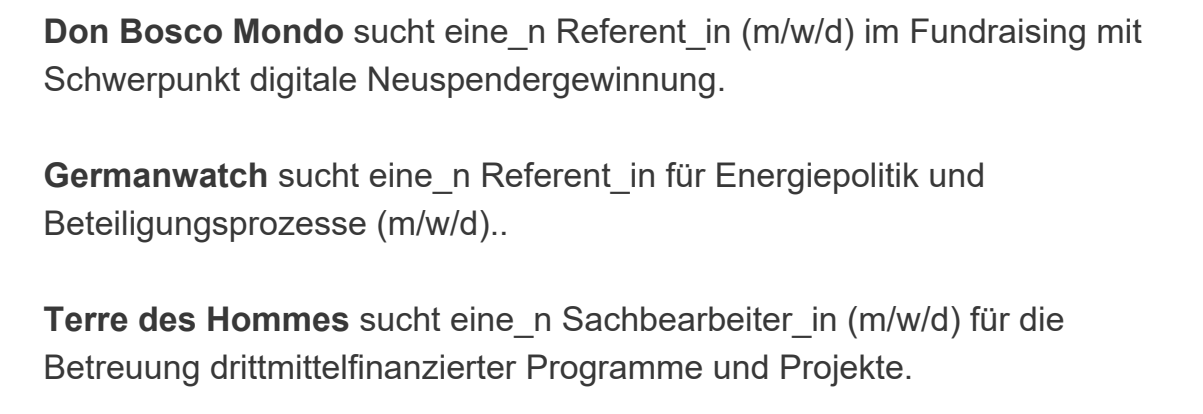 Don Bosco Mondo sucht eine_n Referent_in (m/w/d) im Fundraising mit
Schwerpunkt digitale Neuspendergewinnung.
Germanwatch sucht eine_n Referent_in für Energiepolitik und
Beteiligungsprozesse (m/w/d)..
Terre des Hommes sucht eine_n Sachbearbeiter_in (m/w/d) für die
Betreuung drittmittelfinanzierter Programme und Projekte.